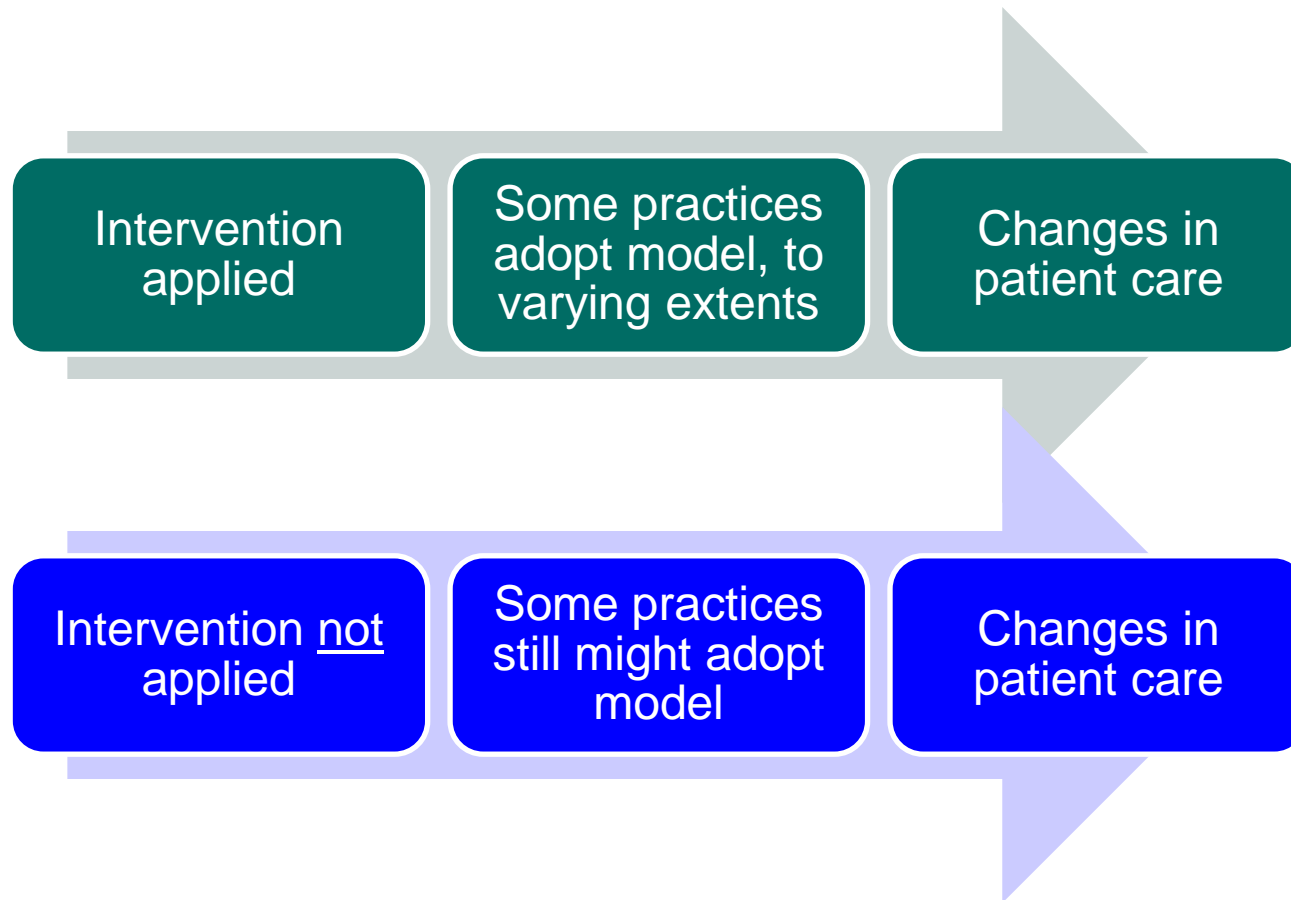 Intervention
applied
Some practices
adopt model, to
varying extents
Changes in
patient care
Intervention not
applied
Some practices
still might adopt
model
Changes in
patient care